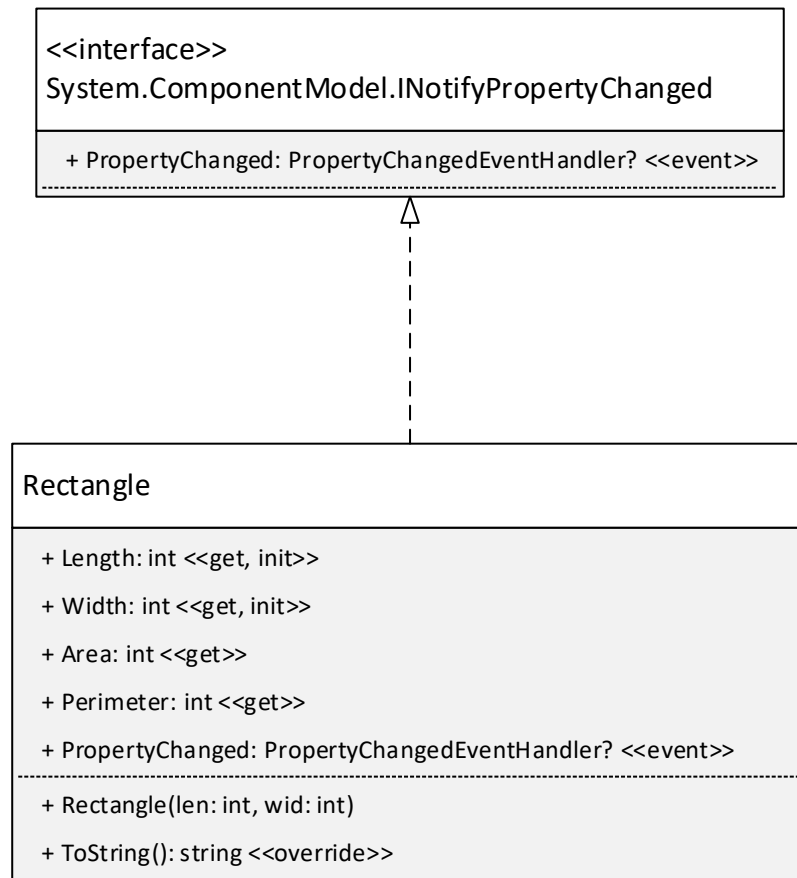 <<interface>>
System.ComponentModel.INotifyPropertyChanged
+ PropertyChanged: PropertyChangedEventHandler? <<event>>
Rectangle
+ Length: int <<get, init>>
+ Width: int <<get, init>>
+ Area: int <<get>>
+ Perimeter: int <<get>>
+ PropertyChanged: PropertyChangedEventHandler? <<event>>
+ Rectangle(len: int, wid: int)
+ ToString(): string <<override>>